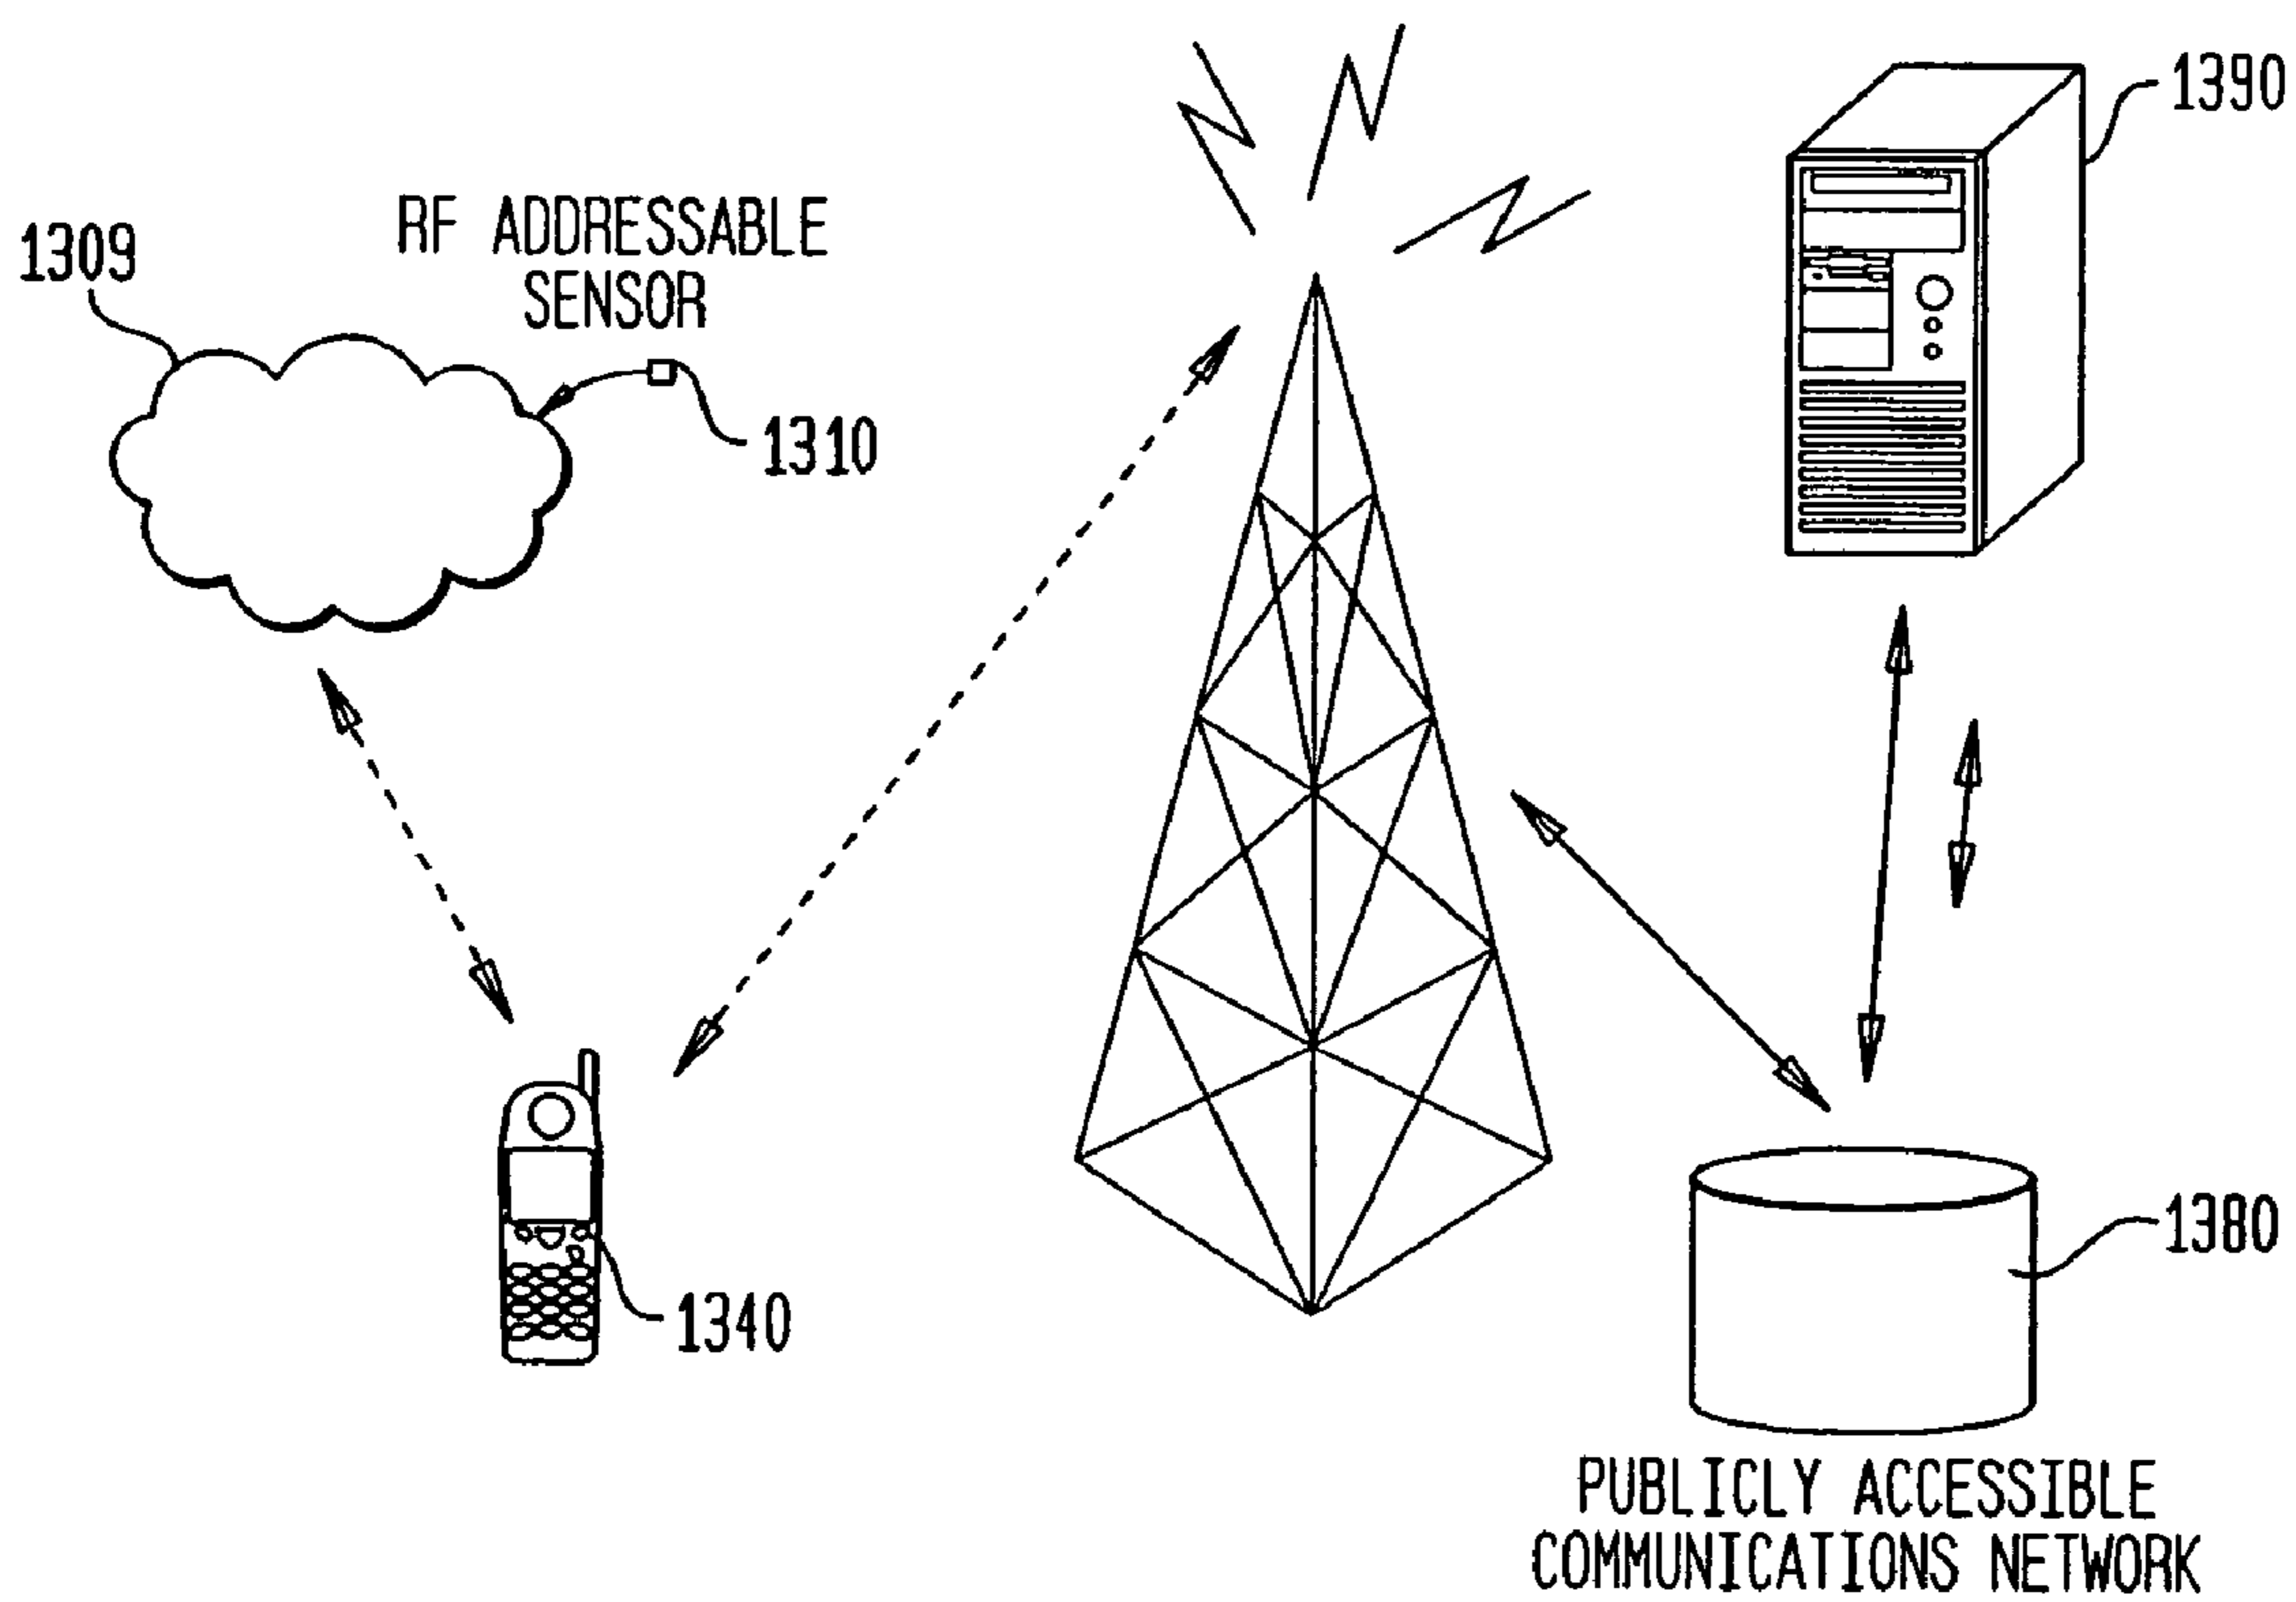 1390
RF ADDRESSABLE
SENSOR
1309
1310
1340
1380
PUBLICLY ACCESSIBLE
COMMUNICATIONS NETWORK